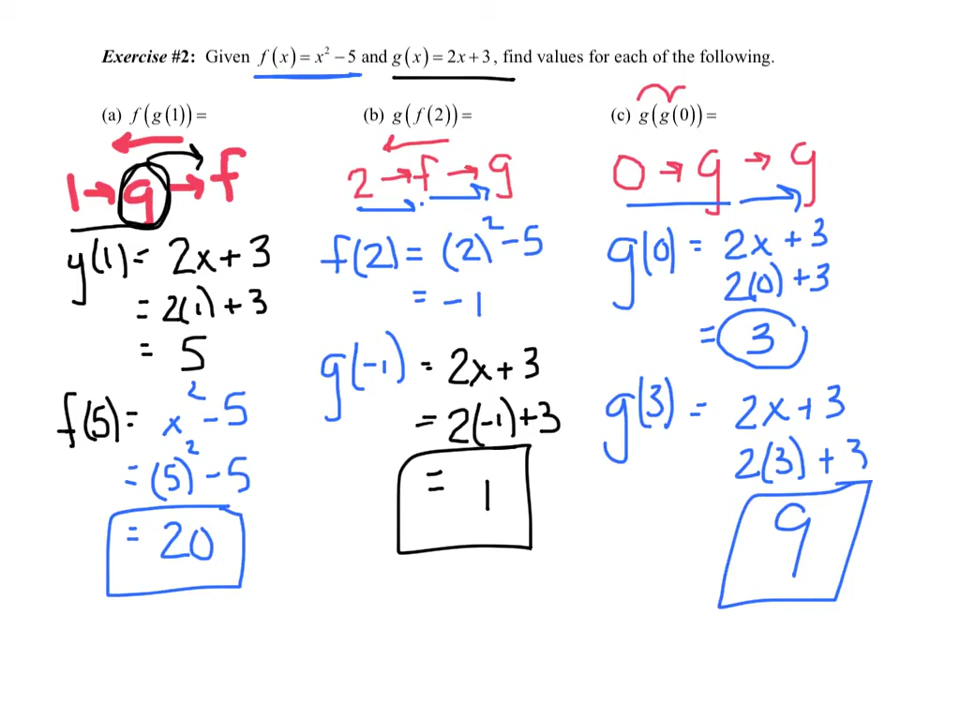 Exercise #2: Given f(x) = x² − 5 and g(x) = 2x + 3, find values for each of the following.
(a) f(g(1)) =
1 → g → f
y(1) = 2x + 3
= 2(1) + 3
= 5
f(5) = x² − 5
= (5)² − 5
= 20
(b) g(f(2)) =
2 → f → g
f(2) = (2)² − 5
= −1
g(−1) = 2x + 3
= 2(−1) + 3
= 1
(c) g(g(0)) =
0 → g → g
g(0) = 2x + 3
2(0) + 3
= 3
g(3) = 2x + 3
2(3) + 3
9